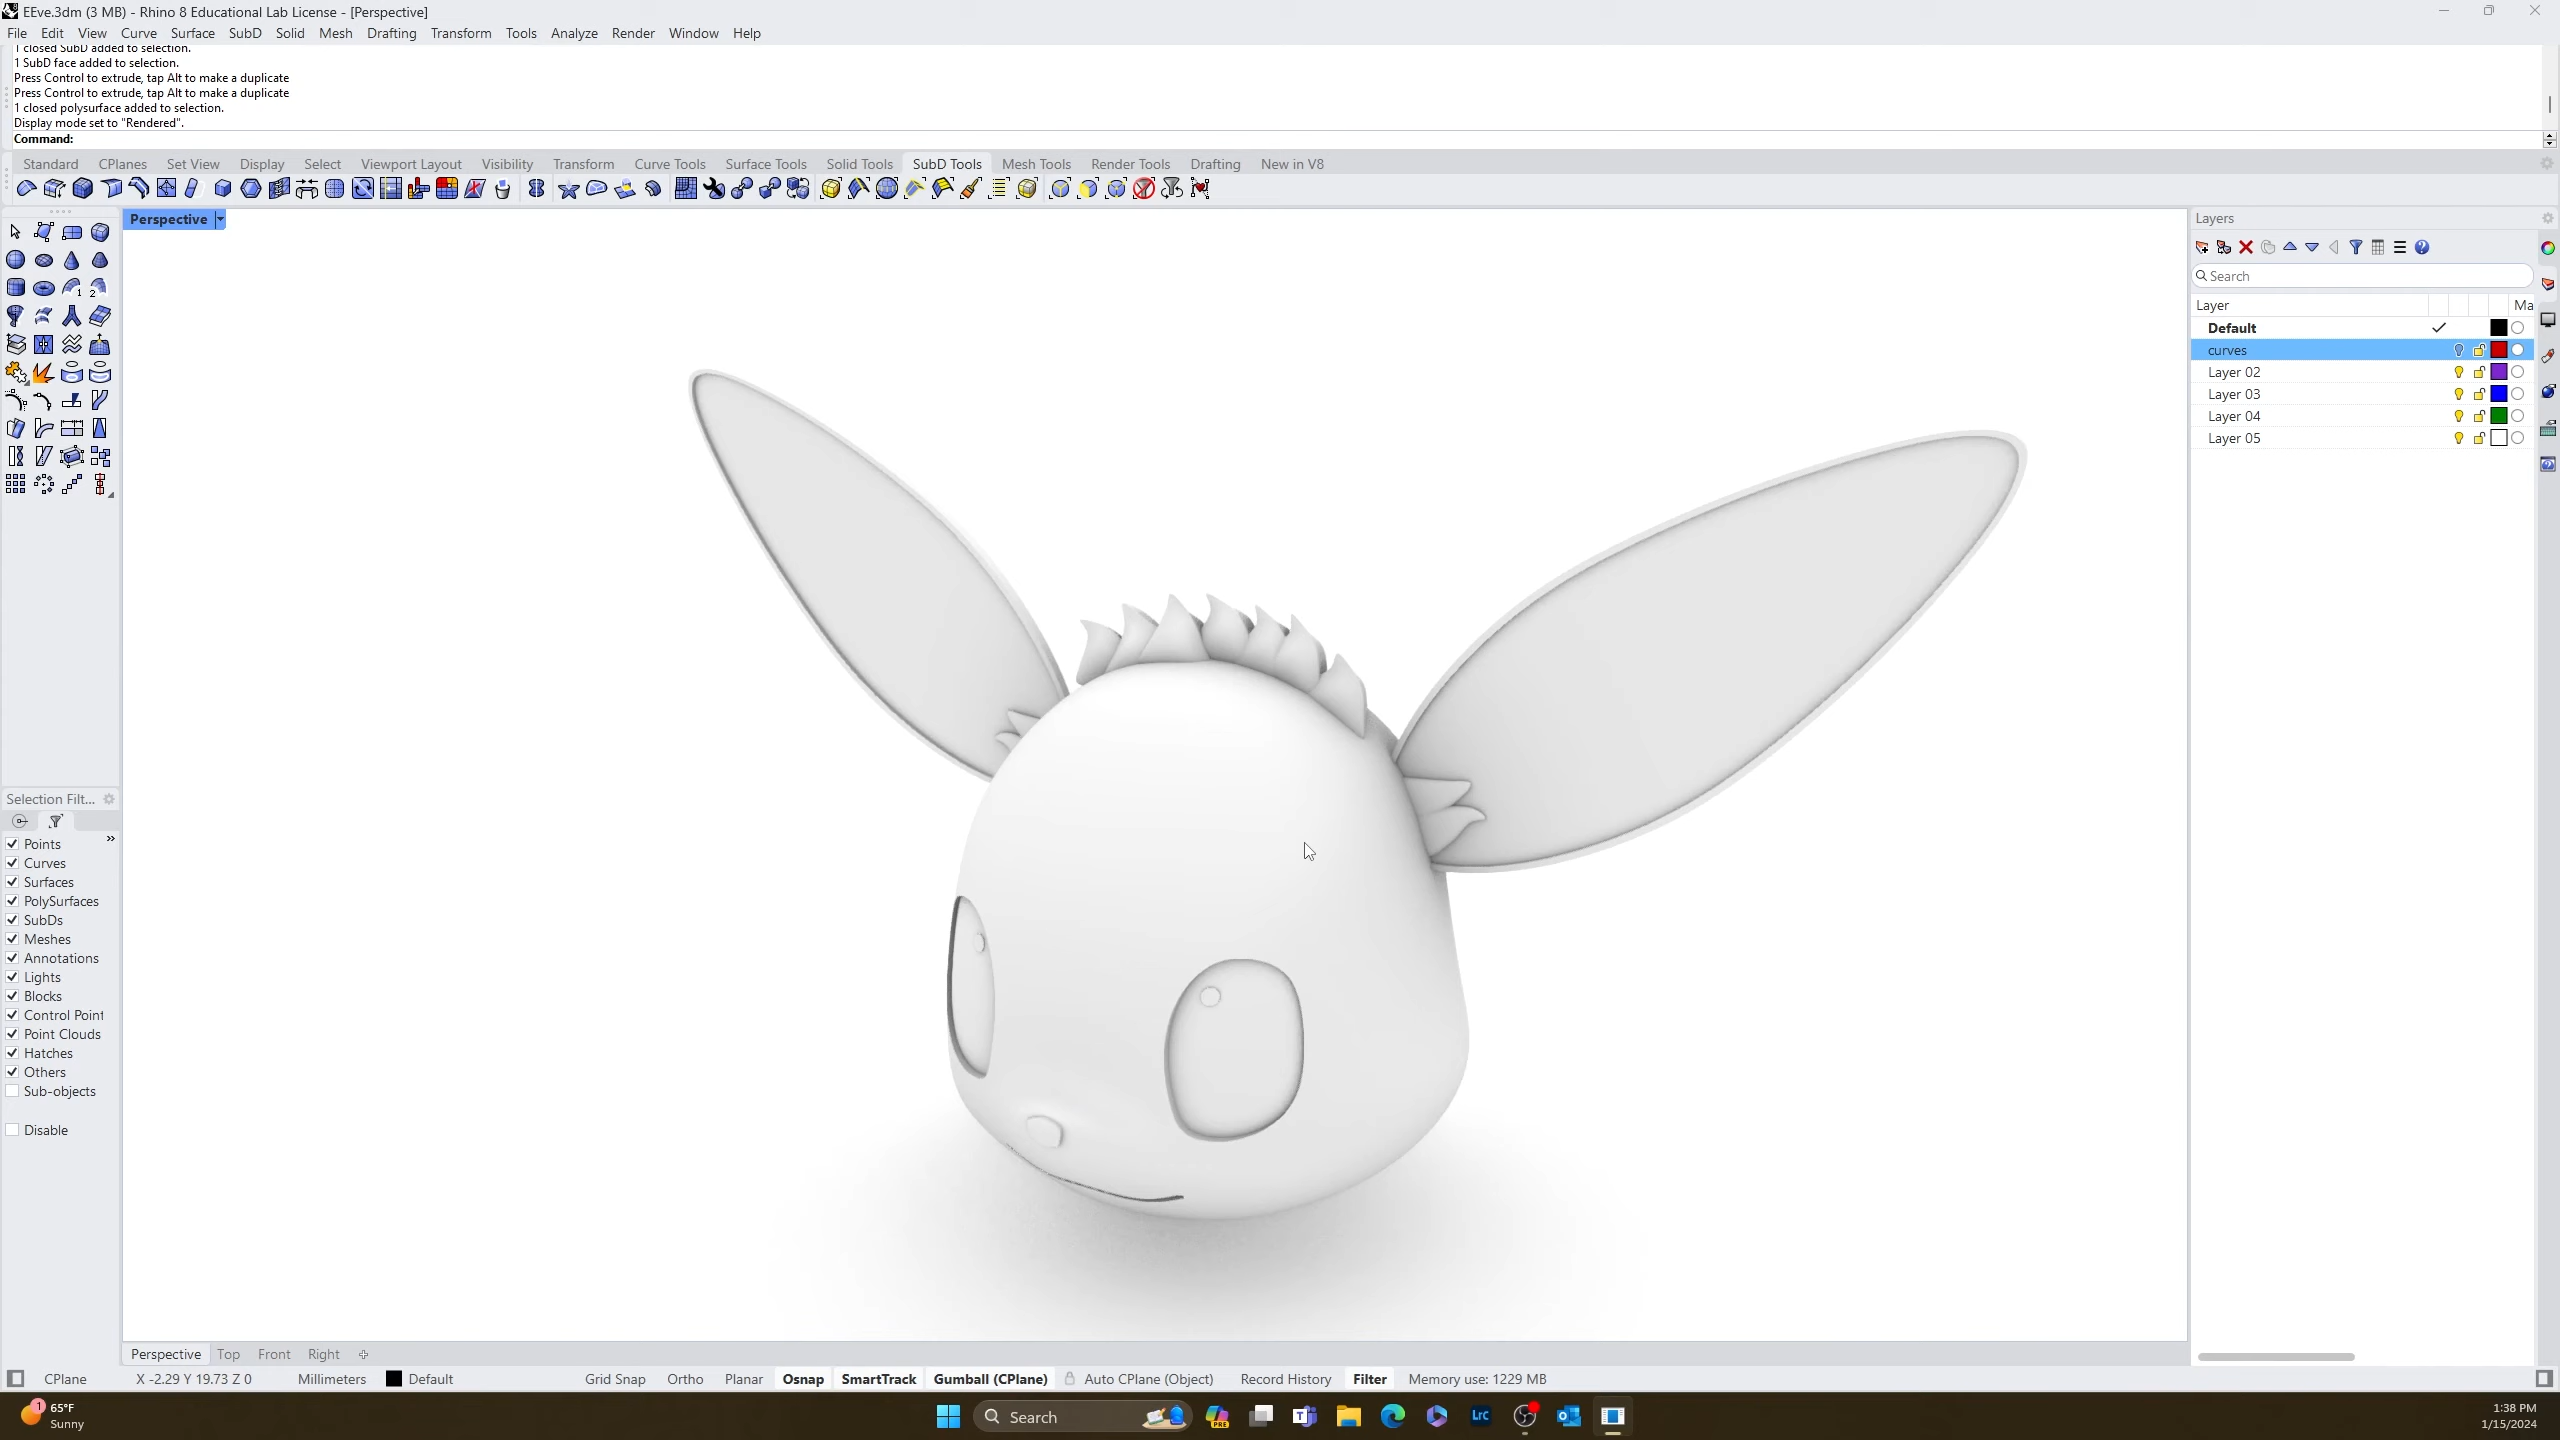 EEve.3dm (3 MB) - Rhino 8 Educational Lab License - [Perspective]
File Edit View Curve Surface SubD Solid Mesh Drafting Transform Tools Analyze Render Window Help
1 closed SubD added to selection.
1 SubD face added to selection.
Press Control to extrude, tap Alt to make a duplicate
Press Control to extrude, tap Alt to make a duplicate
1 closed polysurface added to selection.
Display mode set to "Rendered".
Command:
Standard CPlanes Set View Display Select Viewport Layout Visibility Transform Curve Tools Surface Tools Solid Tools SubD Tools Mesh Tools Render Tools Drafting New in V8
Perspective
Layers
Search
Layer Ma
Default
curves
Layer 02
Layer 03
Layer 04
Layer 05
Selection Filt...
Points
Curves
Surfaces
PolySurfaces
SubDs
Meshes
Annotations
Lights
Blocks
Control Point
Point Clouds
Hatches
Others
Sub-objects
Disable
Perspective Top Front Right
CPlane X -2.29 Y 19.73 Z 0 Millimeters Default Grid Snap Ortho Planar Osnap SmartTrack Gumball (CPlane) Auto CPlane (Object) Record History Filter Memory use: 1229 MB
1 65°F
Sunny
Search
PRE
Lrc
1:38 PM
1/15/2024